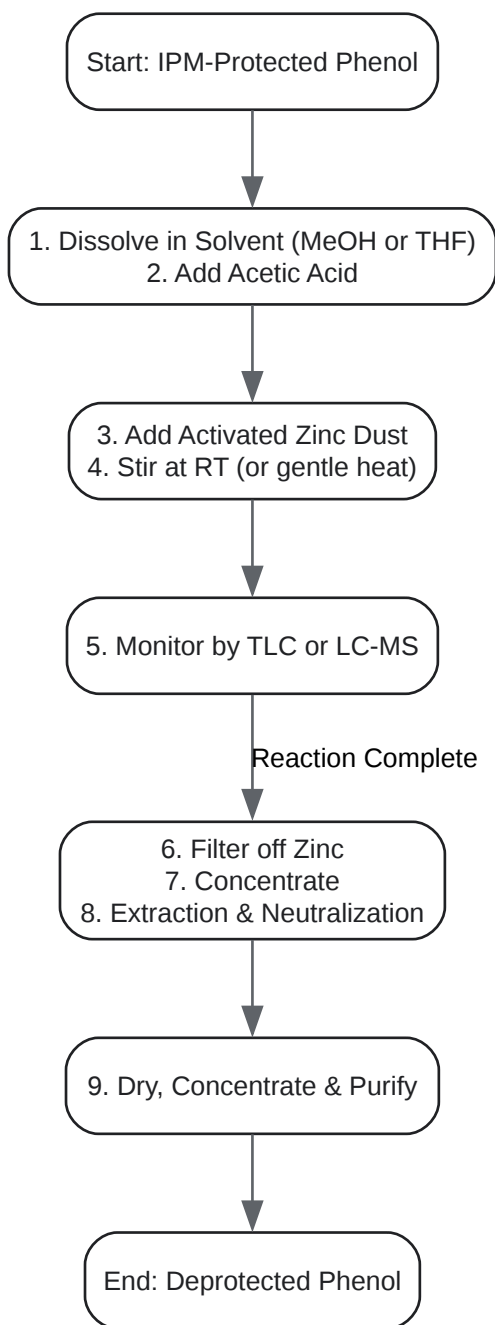 Start: IPM-Protected Phenol
1. Dissolve in Solvent (MeOH or THF)
2. Add Acetic Acid
3. Add Activated Zinc Dust
4. Stir at RT (or gentle heat)
5. Monitor by TLC or LC-MS
Reaction Complete
6. Filter off Zinc
7. Concentrate
8. Extraction & Neutralization
9. Dry, Concentrate & Purify
End: Deprotected Phenol